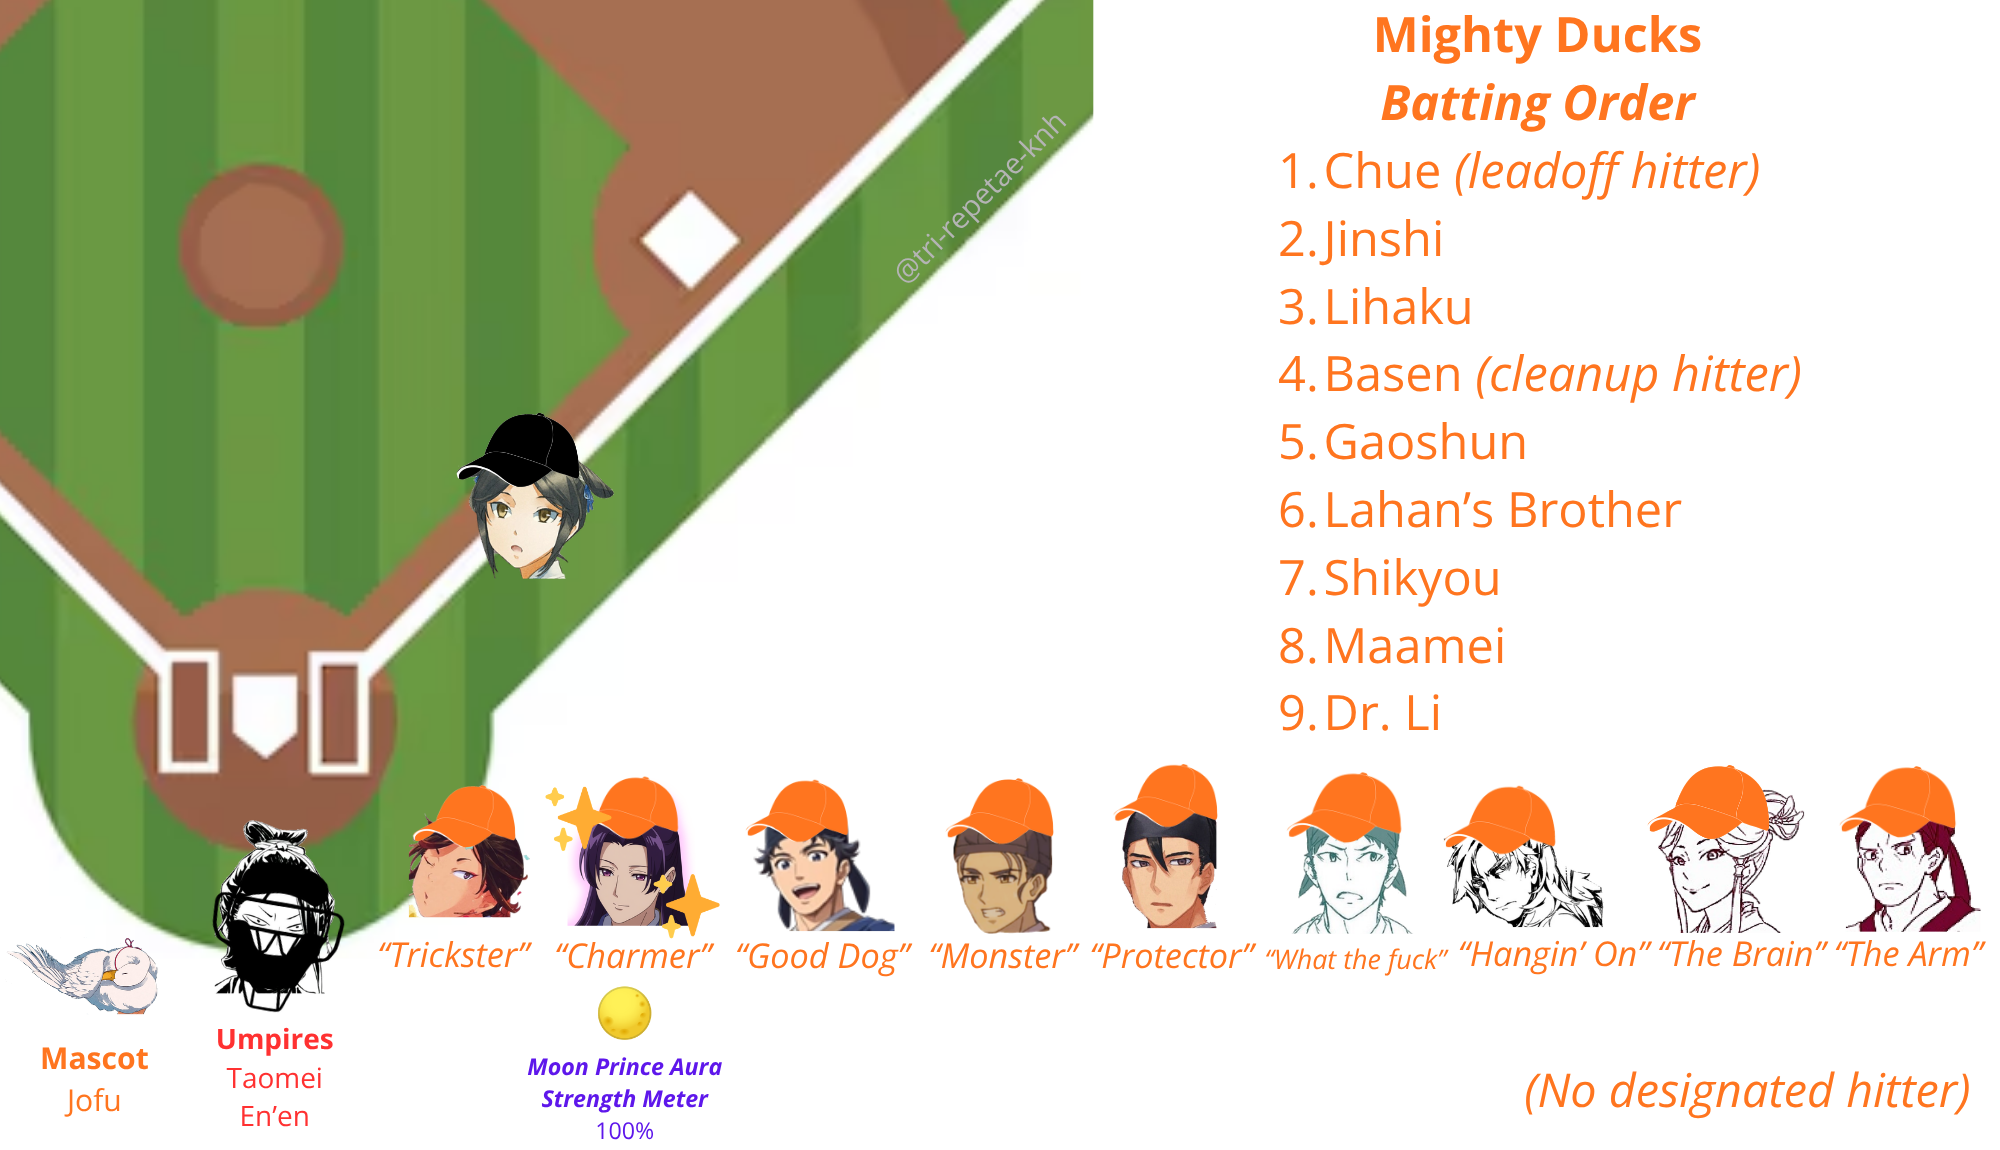 Mighty Ducks
Batting Order
1. Chue (leadoff hitter)
2. Jinshi
3. Lihaku
4. Basen (cleanup hitter)
5. Gaoshun
6. Lahan’s Brother
7. Shikyou
8. Maamei
9. Dr. Li
@tri-repetae-knh
“Trickster” “Charmer” “Good Dog” “Monster” “Protector” “What the fuck” “Hangin’ On” “The Brain” “The Arm”
Mascot
Jofu
Umpires
Taomei
En’en
Moon Prince Aura
Strength Meter
100%
(No designated hitter)